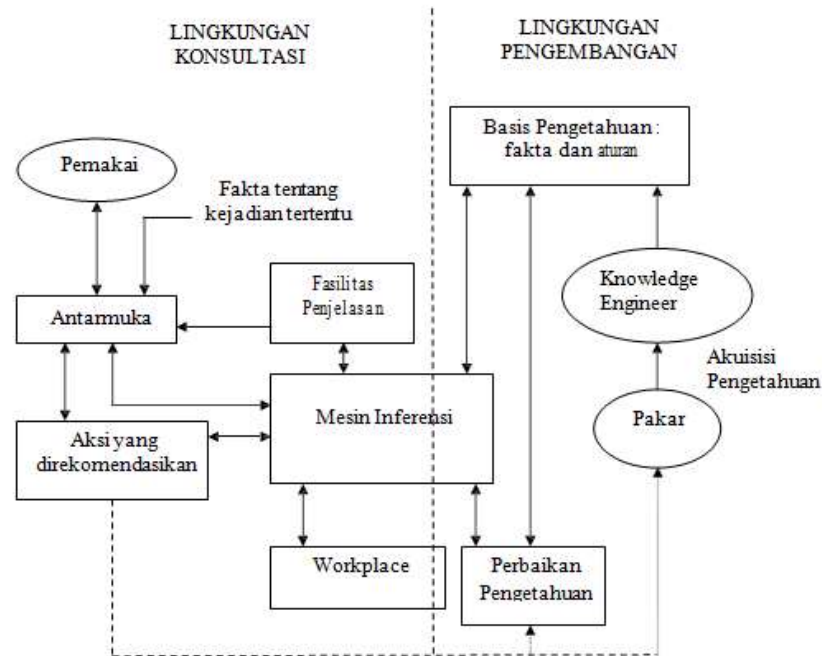 LINGKUNGAN
KONSULTASI
LINGKUNGAN
PENGEMBANGAN
Basis Pengetahuan :
fakta dan aturan
Pemakai
Fakta tentang
kejadian tertentu
Fasilitas
Penjelasan
Knowledge
Engineer
Antarmuka
Akuisisi
Pengetahuan
Mesin Inferensi
Pakar
Aksi yang
direkomendasikan
Workplace
Perbaikan
Pengetahuan